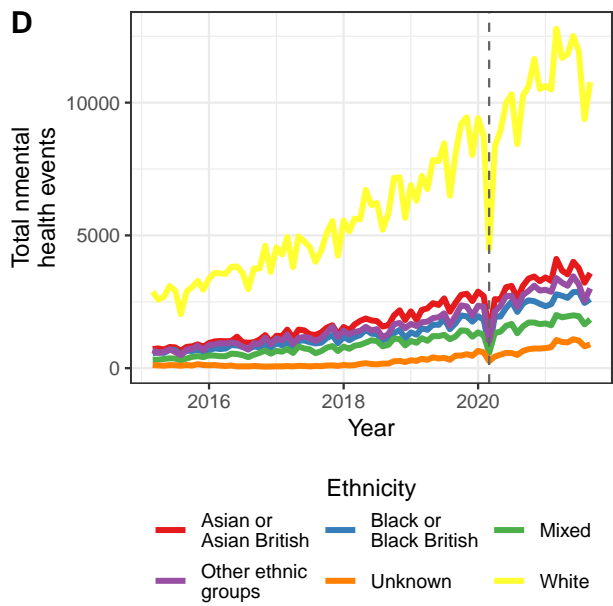 D
Total nmental
health events
10000
5000
0
2016
2018
2020
Year
Ethnicity
Asian or
Asian British
Black or
Black British
Mixed
Other ethnic
groups
Unknown
White